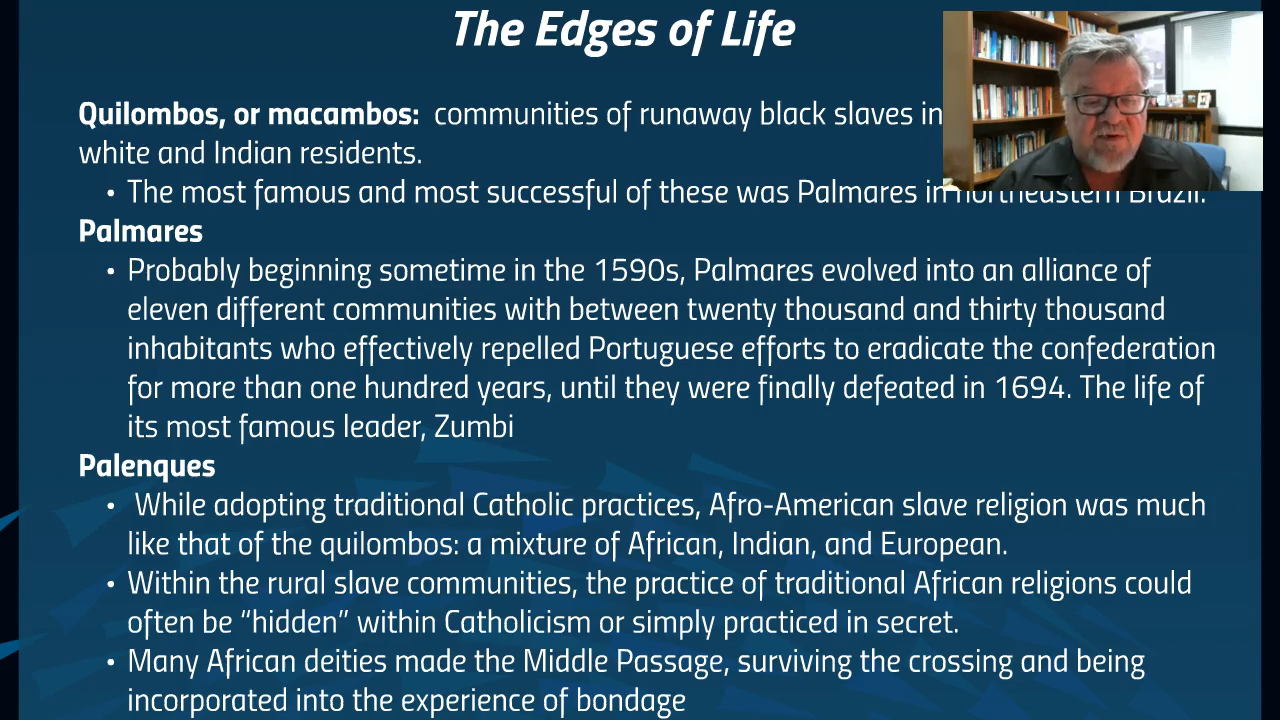 The Edges of Life
Quilombos, or macambos: communities of runaway black slaves in
white and Indian residents.
• The most famous and most successful of these was Palmares in northeastern Brazil.
Palmares
• Probably beginning sometime in the 1590s, Palmares evolved into an alliance of
eleven different communities with between twenty thousand and thirty thousand
inhabitants who effectively repelled Portuguese efforts to eradicate the confederation
for more than one hundred years, until they were finally defeated in 1694. The life of
its most famous leader, Zumbi
Palenques
• While adopting traditional Catholic practices, Afro-American slave religion was much
like that of the quilombos: a mixture of African, Indian, and European.
• Within the rural slave communities, the practice of traditional African religions could
often be “hidden” within Catholicism or simply practiced in secret.
• Many African deities made the Middle Passage, surviving the crossing and being
incorporated into the experience of bondage